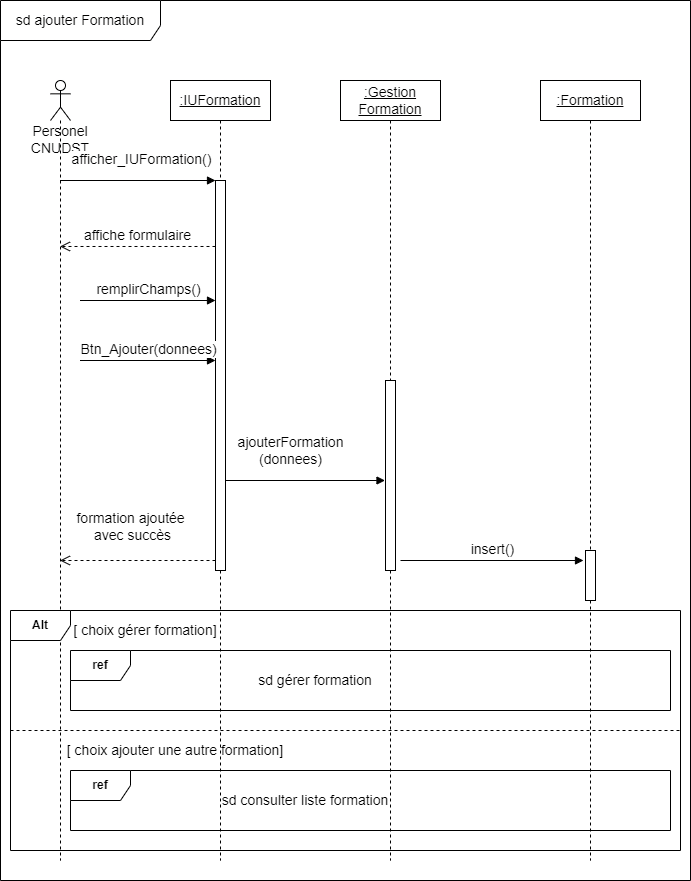 sd ajouter Formation
Personel
CNUDST
:IUFormation
:Gestion
Formation
:Formation
afficher_IUFormation()
affiche formulaire
remplirChamps()
Btn_Ajouter(donnees)
ajouterFormation
(donnees)
formation ajoutée
avec succès
insert()
Alt
[ choix gérer formation]
ref
sd gérer formation
[ choix ajouter une autre formation]
ref
sd consulter liste formation